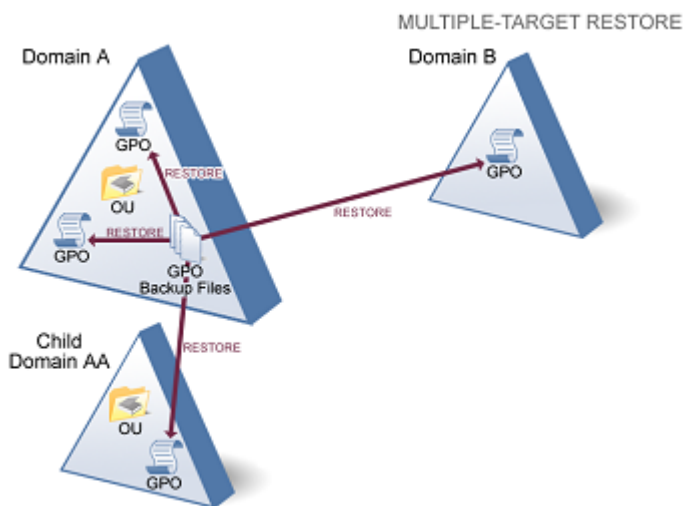 MULTIPLE-TARGET RESTORE
Domain A
Domain B
GPO
RESTORE
OU
GPO
RESTORE
GPO
RESTORE
GPO
Backup Files
Child
Domain AA
RESTORE
OU
GPO